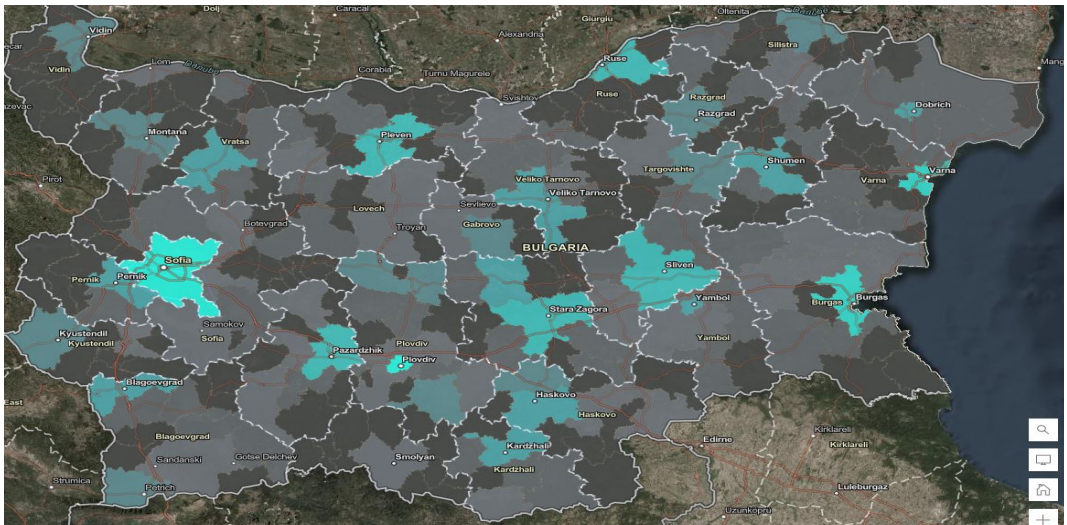 Dolj
Caracal
Oltenita
Danube
Giurgiu
Vidin
Alexandria
Silistra
Lom
Danube
Corabia
Turnu Magurele
Ruse
Vidin
Svishtov
Ruse
Razgrad
Dobrich
Razgrad
Montana
Vratsa
Pleven
Shumen
Targovishte
Varna
Pirot
Veliko Tarnovo
Varna
Veliko Tarnovo
Lovech
Sevlievo
Botevgrad
Gabrovo
Troyan
BULGARIA
Sofia
Sliven
Pernik
Pernik
Yambol
Burgas
Burgas
Stara Zagora
Samokov
Kyustendil
Kyustendil
Sofia
Plovdiv
Yambol
Pazardzhik
Plovdiv
Blagoevgrad
Haskovo
East
Haskovo
Blagoevgrad
Kirklareli
Edirne
Kardzhali
Kirklareli
Gotse Delchev
Sandanski
Smolyan
Kardzhali
Strumica
Petrich
Luleburgaz
Uzunkopru